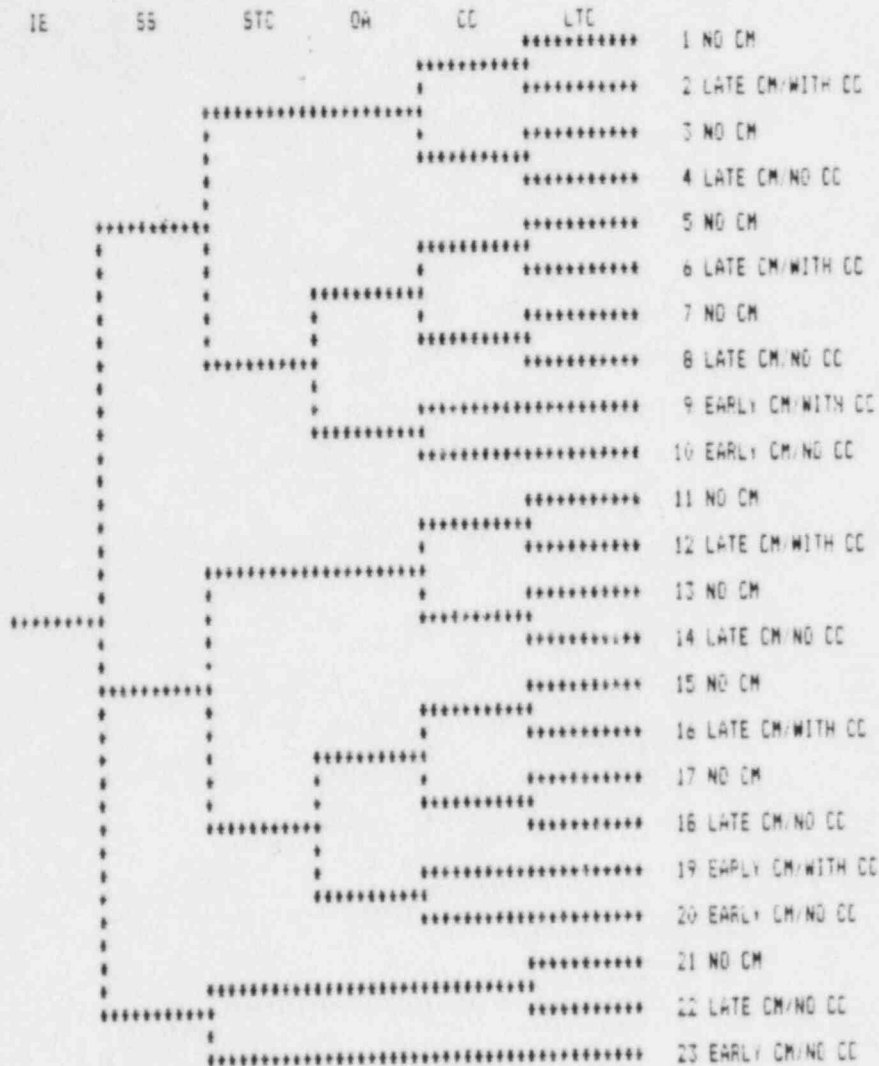 IE SS STC OA CC LTC
1 NO CM
2 LATE CM/WITH CC
3 NO CM
4 LATE CM/NO CC
5 NO CM
6 LATE CM/WITH CC
7 NO CM
8 LATE CM/NO CC
9 EARLY CM/WITH CC
10 EARLY CM/NO CC
11 NO CM
12 LATE CM/WITH CC
13 NO CM
14 LATE CM/NO CC
15 NO CM
16 LATE CM/WITH CC
17 NO CM
18 LATE CM/NO CC
19 EARLY CM/WITH CC
20 EARLY CM/NO CC
21 NO CM
22 LATE CM/NO CC
23 EARLY CM/NO CC